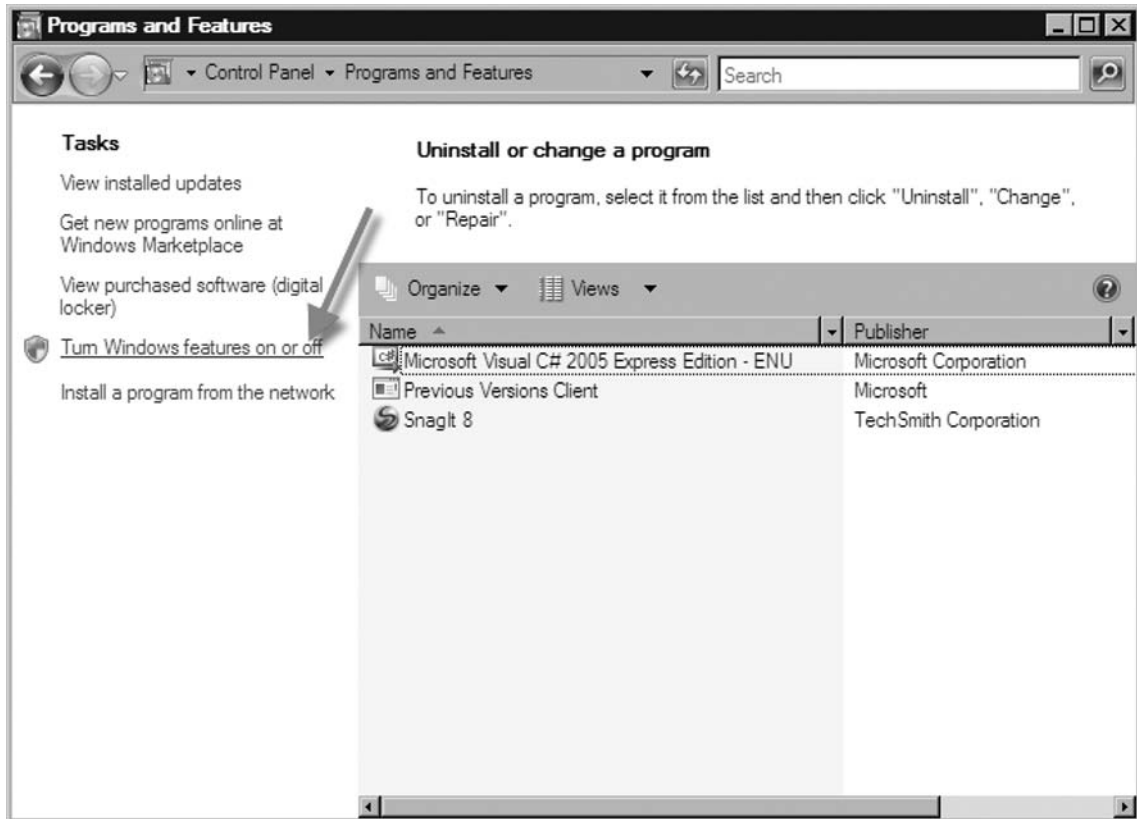 Programs and Features
Control Panel Programs and Features
Search
Tasks
View installed updates
Get new programs online at
Windows Marketplace
View purchased software (digital
locker)
Turn Windows features on or off
Install a program from the network
Uninstall or change a program
To uninstall a program, select it from the list and then click "Uninstall", "Change",
or "Repair".
Organize Views
Name Publisher
Microsoft Visual C# 2005 Express Edition - ENU Microsoft Corporation
Previous Versions Client Microsoft
SnagIt 8 TechSmith Corporation